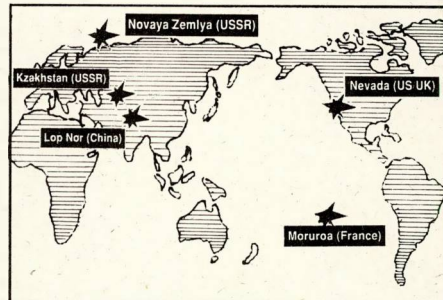 Novaya Zemlya (USSR)
Kzakhstan (USSR)
Nevada (US UK)
Lop Nor (China)
Moruroa (France)